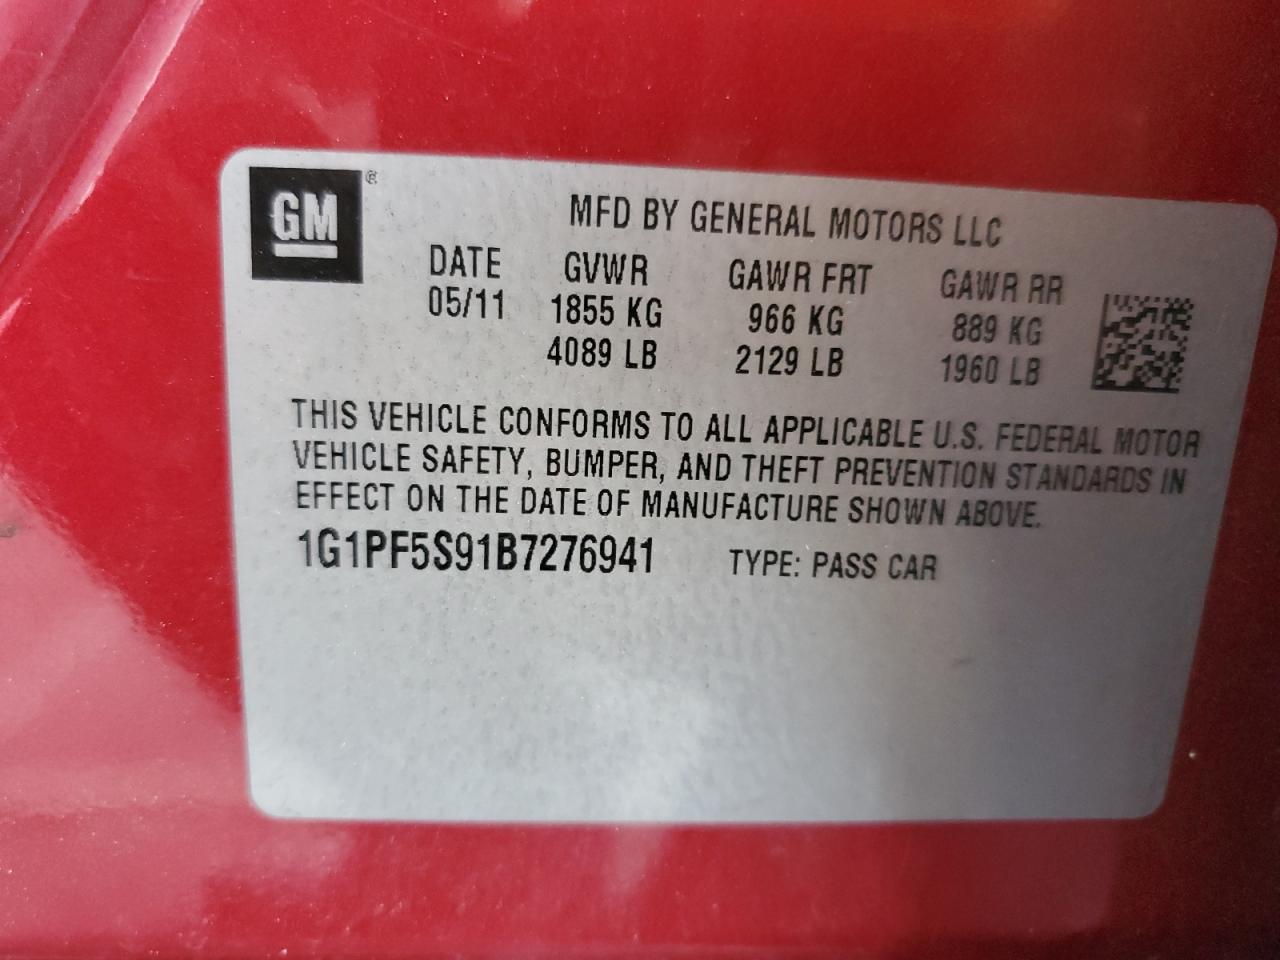 GM®
MFD BY GENERAL MOTORS LLC
DATE GVWR GAWR FRT GAWR RR
05/11 1855 KG 966 KG 889 KG
4089 LB 2129 LB 1960 LB
THIS VEHICLE CONFORMS TO ALL APPLICABLE U.S. FEDERAL MOTOR
VEHICLE SAFETY, BUMPER, AND THEFT PREVENTION STANDARDS IN
EFFECT ON THE DATE OF MANUFACTURE SHOWN ABOVE.
1G1PF5S91B7276941 TYPE: PASS CAR